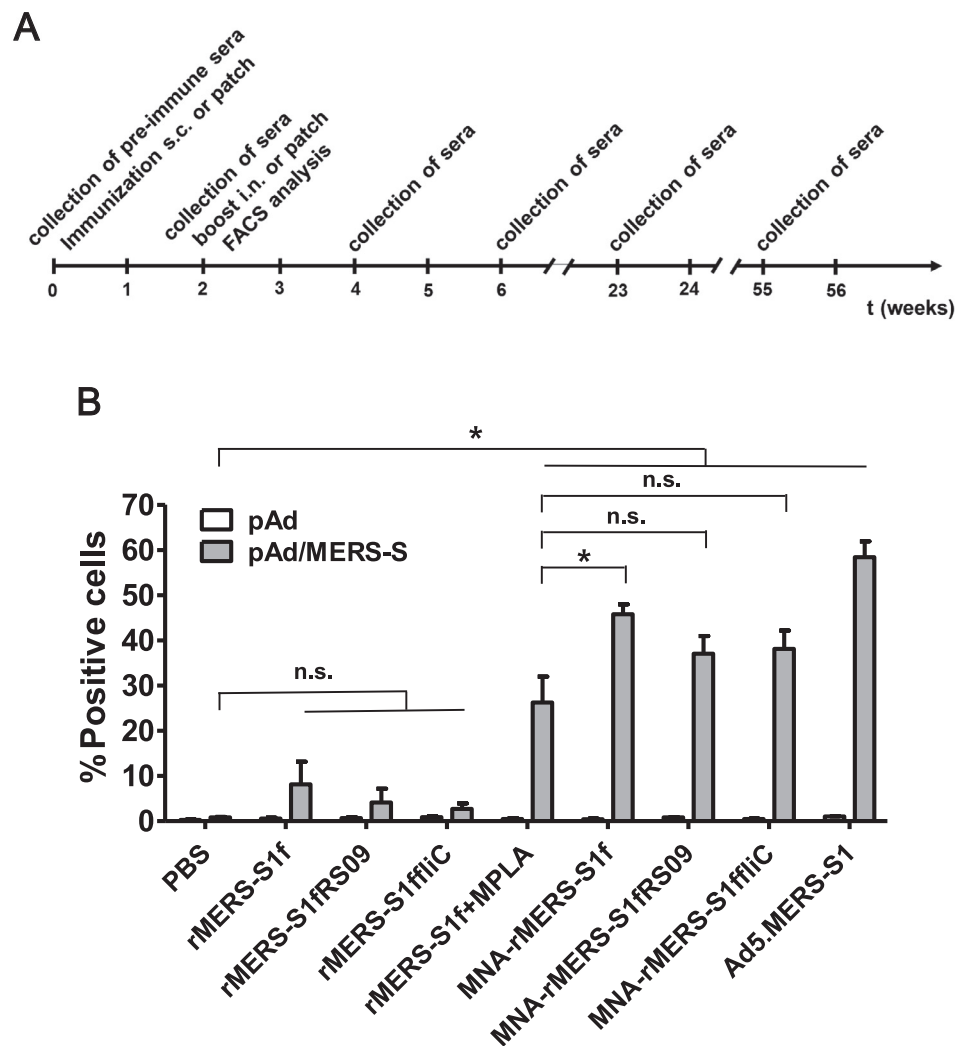 A
collection of pre-immune sera
Immunization s.c. or patch
collection of sera
boost i.n. or patch
FACS analysis
collection of sera
collection of sera
collection of sera
collection of sera
0 1 2 3 4 5 6 23 24 55 56
t (weeks)
B
*
n.s.
n.s.
*
n.s.
pAd
pAd/MERS-S
% Positive cells
70
60
50
40
30
20
10
0
PBS
rMERS-S1f
rMERS-S1fRS09
rMERS-S1ffliC
rMERS-S1f+MPLA
MNA-rMERS-S1f
MNA-rMERS-S1fRS09
MNA-rMERS-S1ffliC
Ad5.MERS-S1